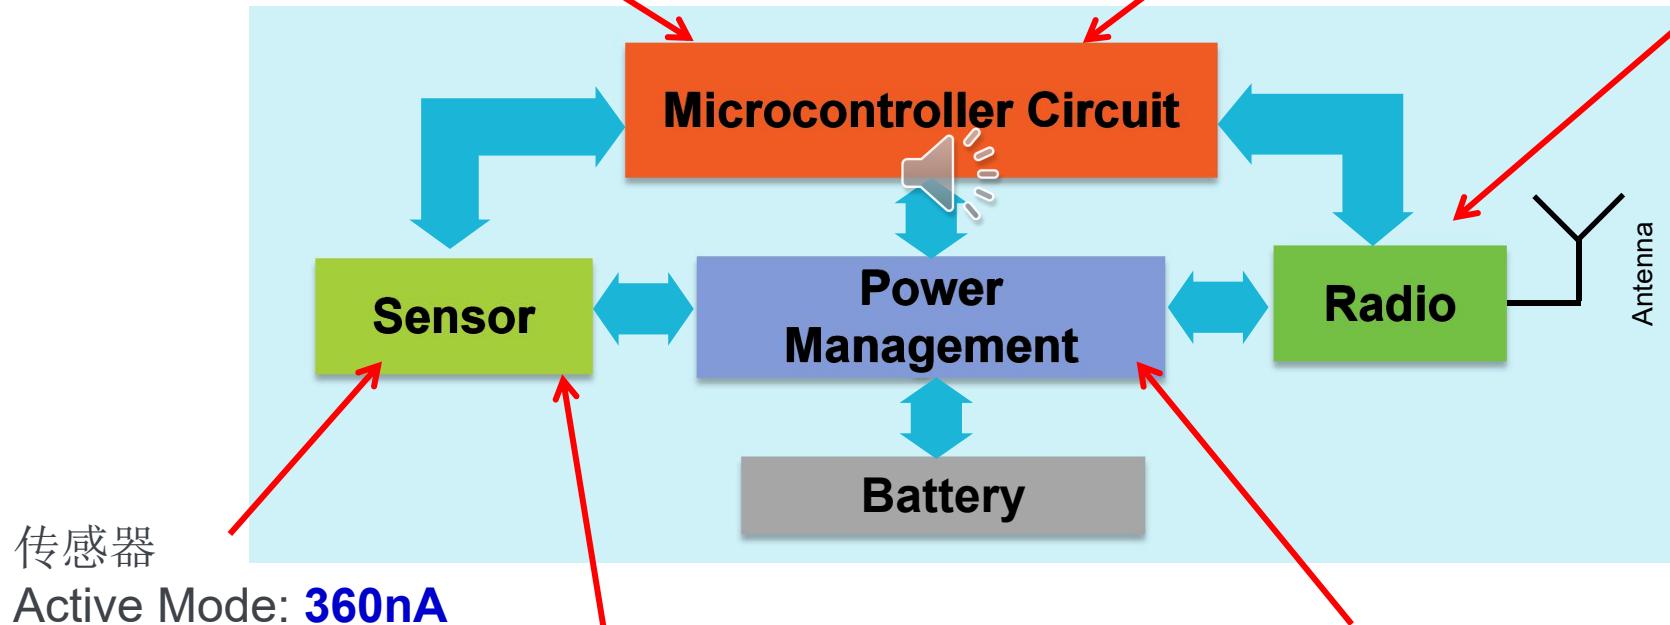 Microcontroller Circuit
Sensor
Power
Management
Radio
Antenna
Battery
传感器
Active Mode: 360nA